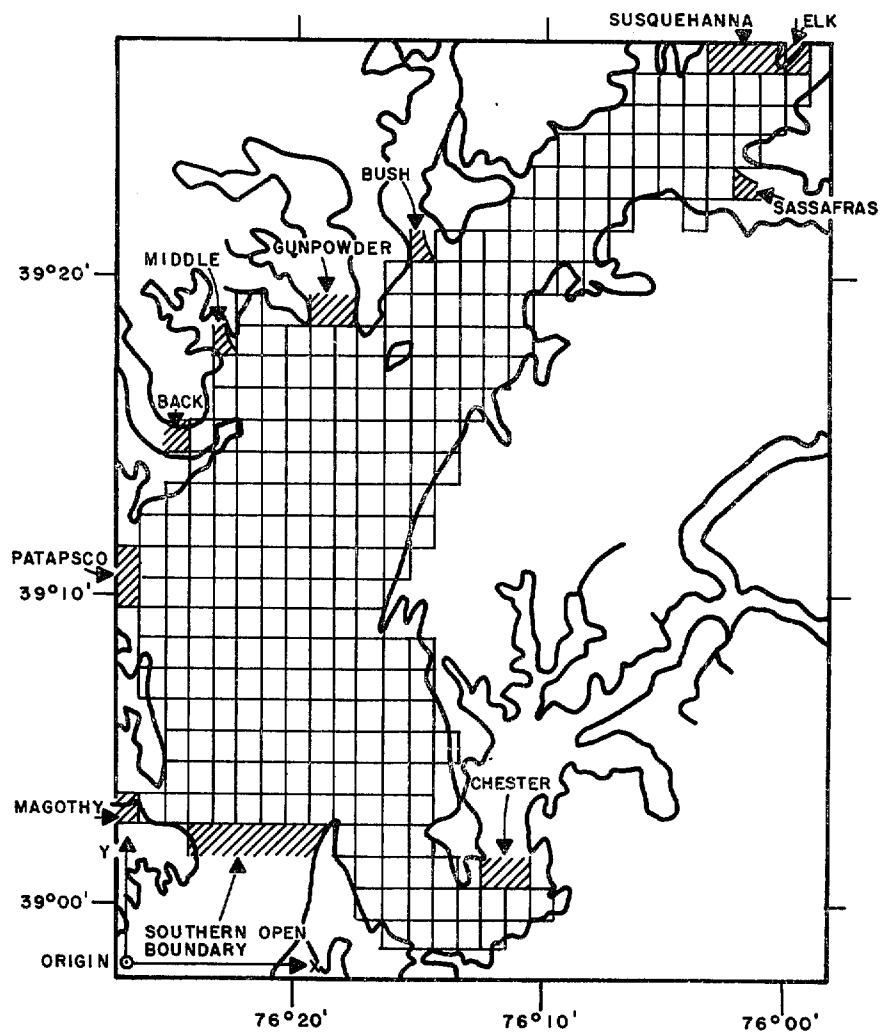 SUSQUEHANNA
ELK
BUSH
SASSAFRAS
GUNPOWDER
MIDDLE
39°20'
BACK
PATAPSCO
39°10'
CHESTER
MAGOTHY
Y
39°00'
SOUTHERN OPEN
BOUNDARY
ORIGIN
X
76°20'
76°10'
76°00'